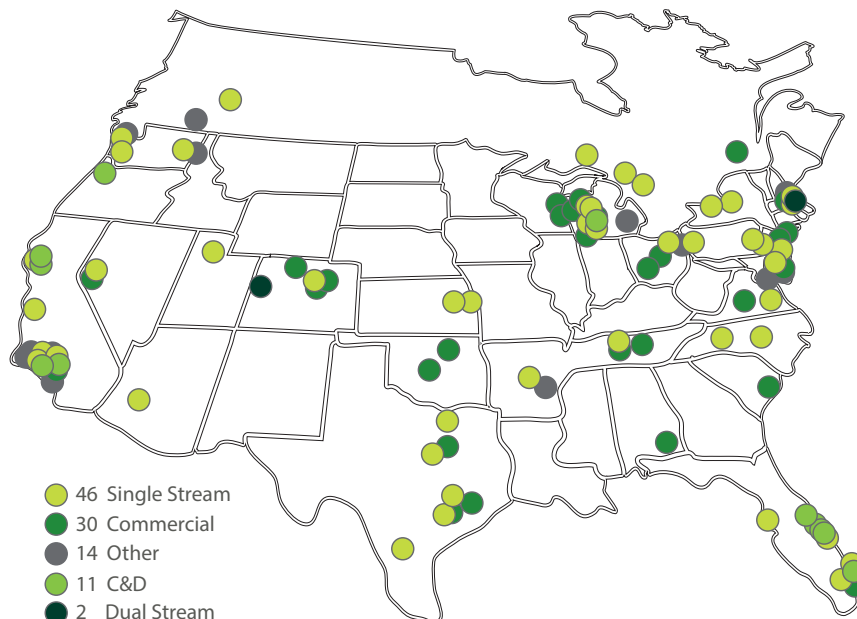 46 Single Stream
30 Commercial
14 Other
11 C&D
2 Dual Stream